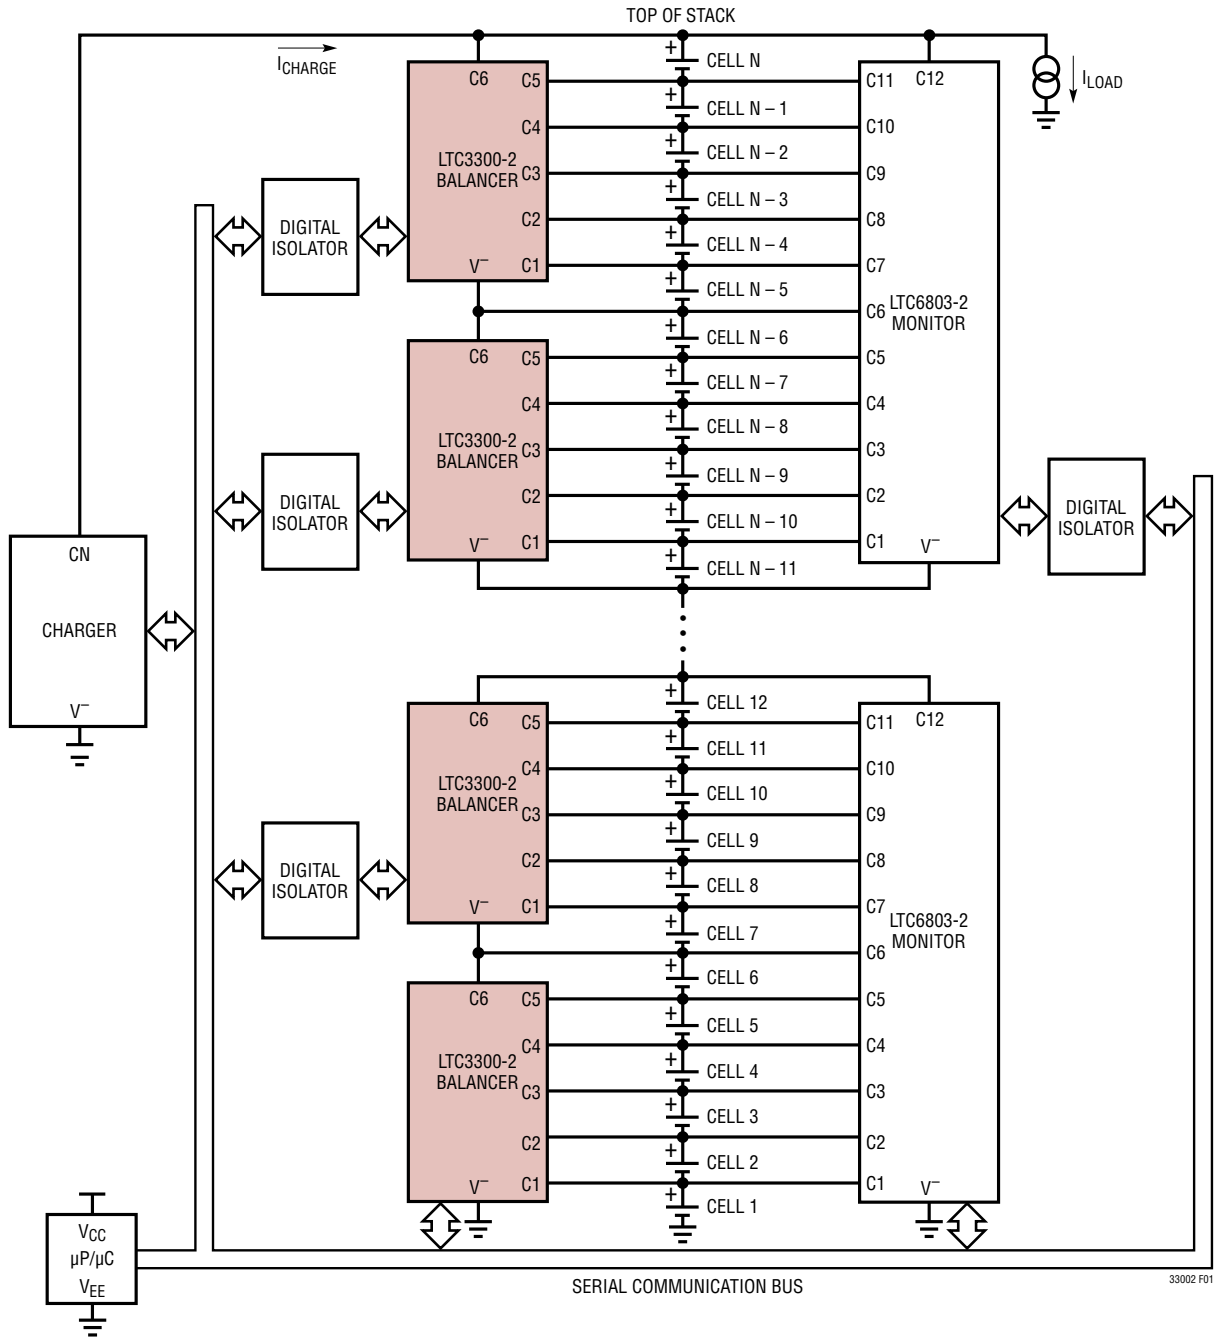 TOP OF STACK
ICHARGE
C6
C5
C4
C3
C2
C1
V–
LTC3300-2
BALANCER
+
CELL N
+
CELL N – 1
+
CELL N – 2
+
CELL N – 3
+
CELL N – 4
+
CELL N – 5
C12
C11
C10
C9
C8
C7
C6
LTC6803-2
MONITOR
C5
C4
C3
C2
C1
V–
ILOAD
DIGITAL
ISOLATOR
C6
C5
C4
C3
C2
C1
V–
LTC3300-2
BALANCER
+
CELL N – 6
+
CELL N – 7
+
CELL N – 8
+
CELL N – 9
+
CELL N – 10
+
CELL N – 11
DIGITAL
ISOLATOR
DIGITAL
ISOLATOR
CN
CHARGER
V–
C6
C5
C4
C3
C2
C1
V–
LTC3300-2
BALANCER
+
CELL 12
+
CELL 11
+
CELL 10
+
CELL 9
+
CELL 8
+
CELL 7
C12
C11
C10
C9
C8
C7
LTC6803-2
MONITOR
C6
C5
C4
C3
C2
C1
V–
DIGITAL
ISOLATOR
C6
C5
C4
C3
C2
C1
V–
LTC3300-2
BALANCER
+
CELL 6
+
CELL 5
+
CELL 4
+
CELL 3
+
CELL 2
+
CELL 1
VCC
µP/µC
VEE
SERIAL COMMUNICATION BUS
33002 F01